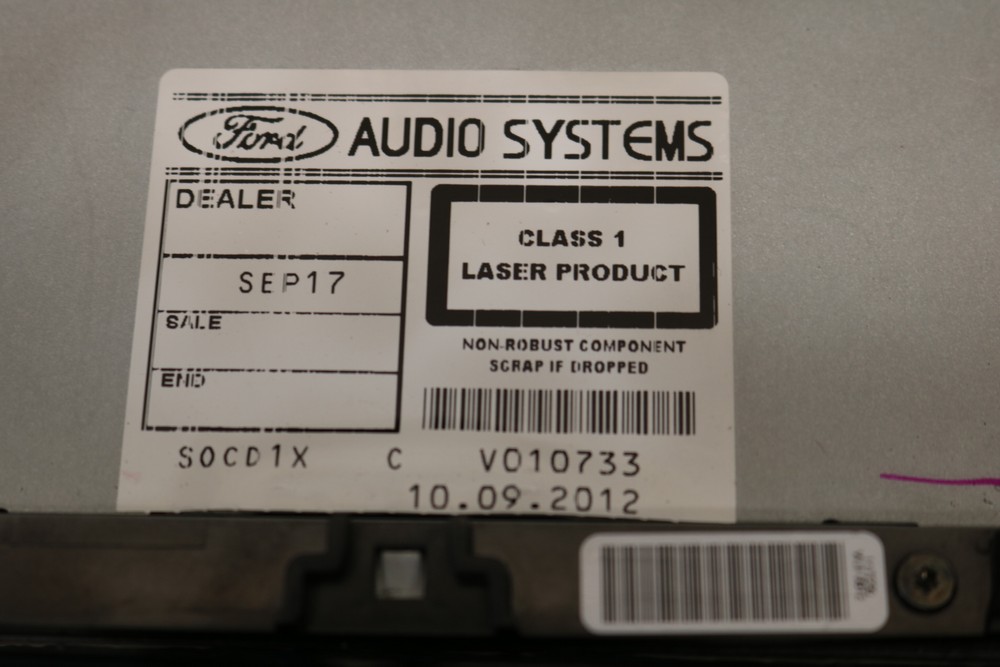 Ford AUDIO SYSTEMS
DEALER
SEP17
SALE
END
CLASS 1
LASER PRODUCT
NON-ROBUST COMPONENT
SCRAP IF DROPPED
SOCD1X C V010733
10.09.2012